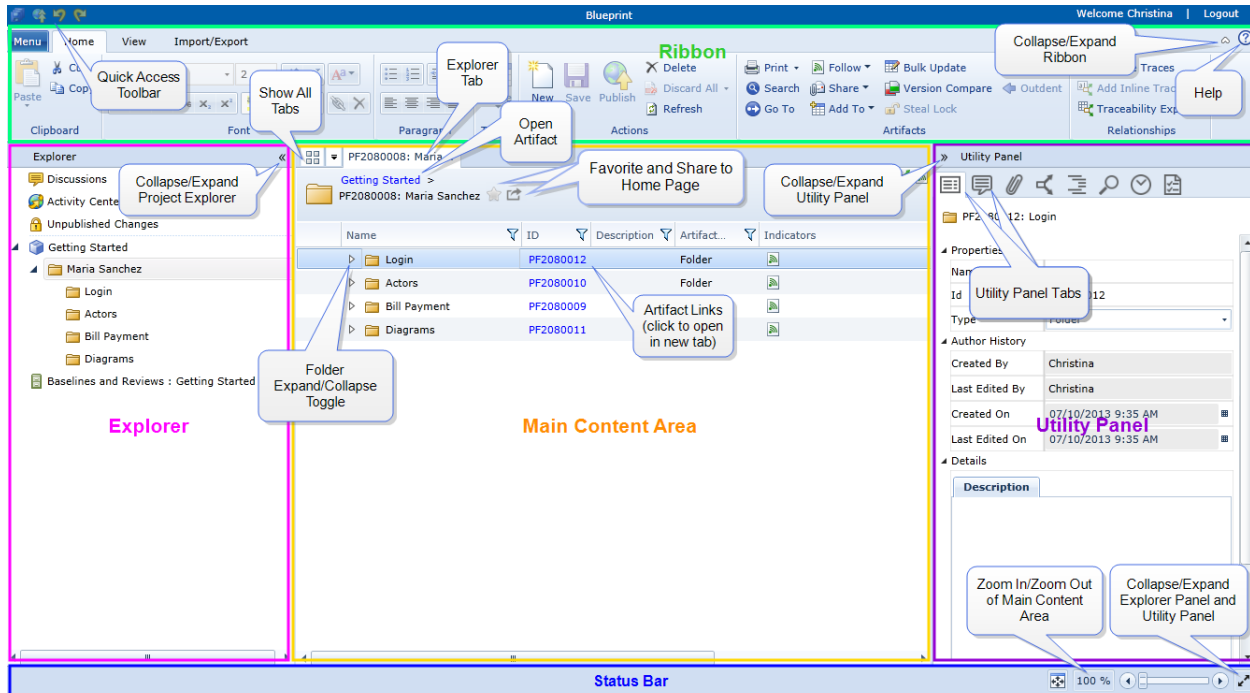 Blueprint
Welcome Christina | Logout
Menu Home View Import/Export
Ribbon
Collapse/Expand
Ribbon
Help
Quick Access
Toolbar
Show All
Tabs
Explorer
Tab
Open
Artifact
Paste
Clipboard
Font
Paragraph
New Save Publish
Delete
Discard All
Refresh
Actions
Print Follow Bulk Update
Search Share Version Compare
Go To Add To Steal Lock
Artifacts
Traces
Outdent Add Inline
Traceability
Relationships
Explorer
Discussions
Unpublished Changes
Getting Started
Maria Sanchez
Login
Actors
Bill Payment
Diagrams
Baselines and Reviews : Getting Started
Collapse/Expand
Project Explorer
Explorer
PF2080008: Maria
Getting Started >
PF2080008: Maria Sanchez
Favorite and Share to
Home Page
Collapse/Expand
Utility Panel
Name ID Description Artifact... Indicators
Login PF2080012 Folder
Actors PF2080010 Folder
Bill Payment PF2080009
Diagrams PF2080011
Artifact Links
(click to open
in new tab)
Folder
Expand/Collapse
Toggle
Main Content Area
Utility Panel
Login
Properties
Id
Type Folder
Utility Panel Tabs
Author History
Created By Christina
Last Edited By Christina
Created On 07/10/2013 9:35 AM
Utility Panel
Last Edited On 07/10/2013 9:35 AM
Details
Description
Zoom In/Zoom Out
of Main Content
Area
Collapse/Expand
Explorer Panel and
Utility Panel
Status Bar
100 %